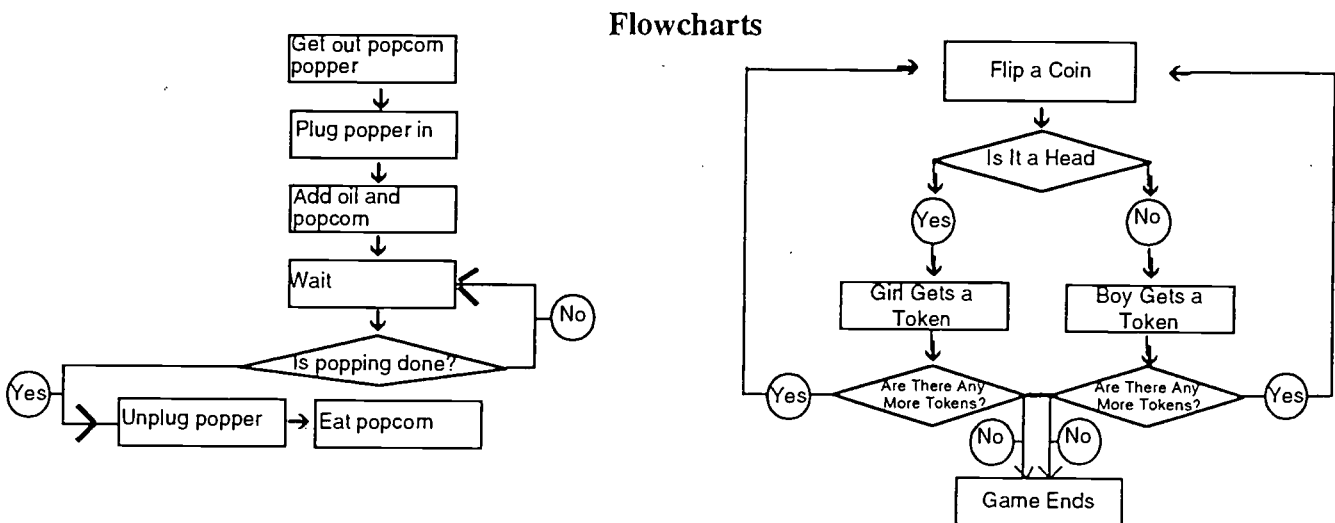 Flowcharts
Get out popcorn
popper
Plug popper in
Add oil and
popcorn
Wait
No
Is popping done?
Yes
Unplug popper
Eat popcorn
Flip a Coin
Is It a Head
Yes
No
Girl Gets a
Token
Boy Gets a
Token
Yes
Are There Any
More Tokens?
Are There Any
More Tokens?
Yes
No
No
Game Ends